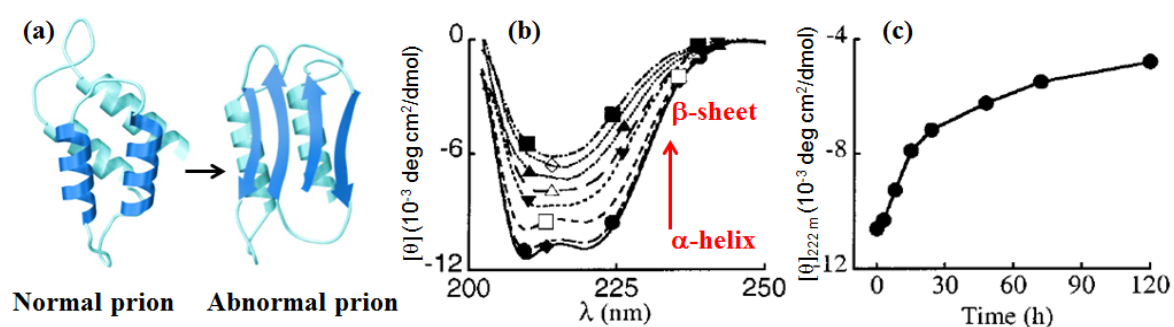 (a)
Normal prion
Abnormal prion
(b)
[θ] (10⁻³ deg cm²/dmol)
0
-6
-12
β-sheet
α-helix
200
225
250
λ (nm)
(c)
[θ]₂₂₂ ₘ (10⁻³ deg cm²/dmol)
-4
-8
-12
0
30
60
90
120
Time (h)